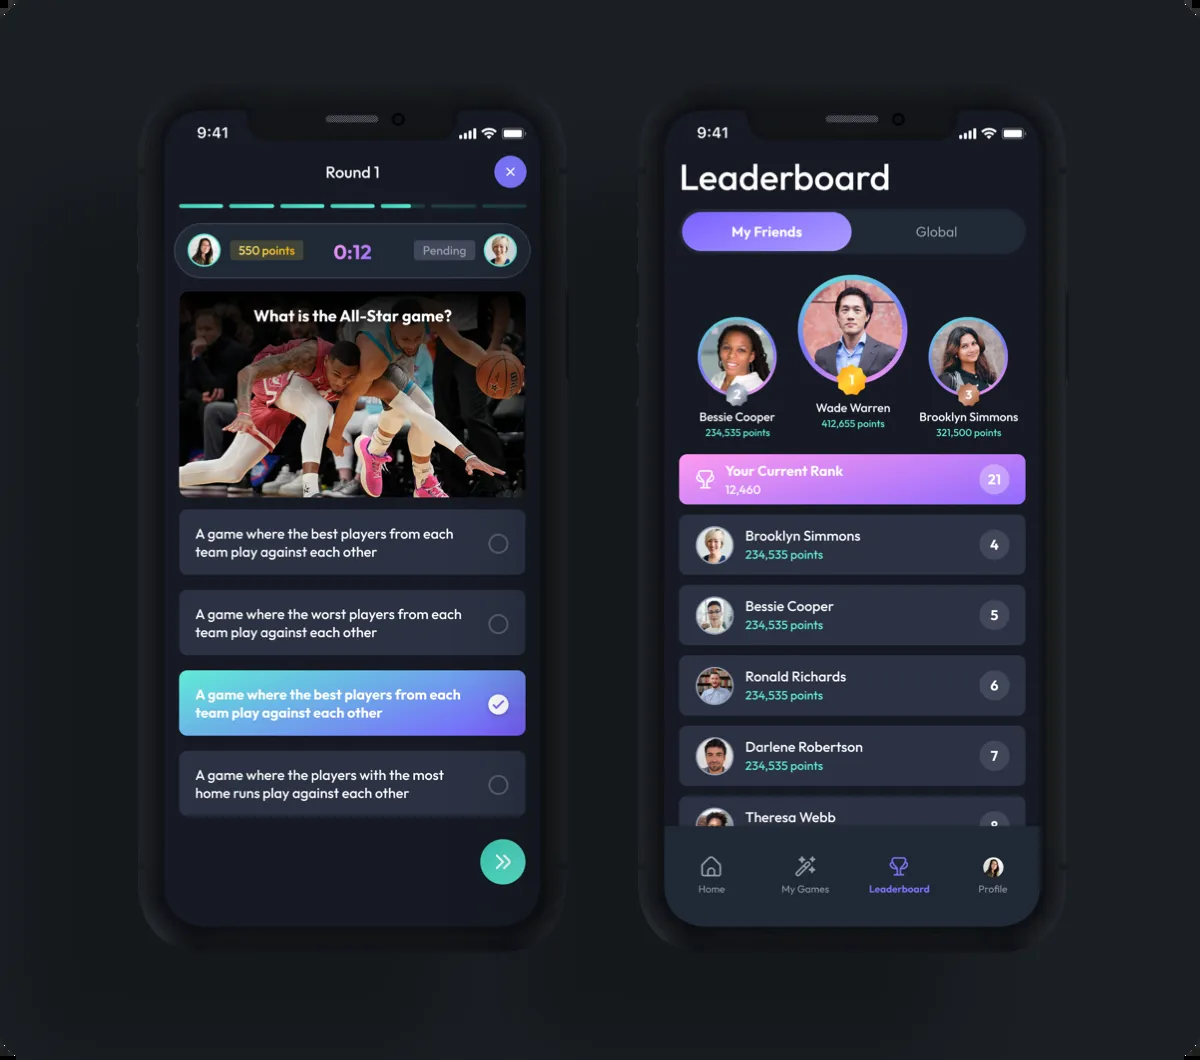 9:41
Round 1
550 points
0:12
Pending
What is the All-Star game?
A game where the best players from each
team play against each other
A game where the worst players from each
team play against each other
A game where the best players from each
team play against each other
A game where the players with the most
home runs play against each other
9:41
Leaderboard
My Friends
Global
1
2
3
Wade Warren
412,655 points
Bessie Cooper
234,535 points
Brooklyn Simmons
321,500 points
Your Current Rank
12,460
21
Brooklyn Simmons
234,535 points
4
Bessie Cooper
234,535 points
5
Ronald Richards
234,535 points
6
Darlene Robertson
234,535 points
7
Theresa Webb
Home
My Games
Leaderboard
Profile